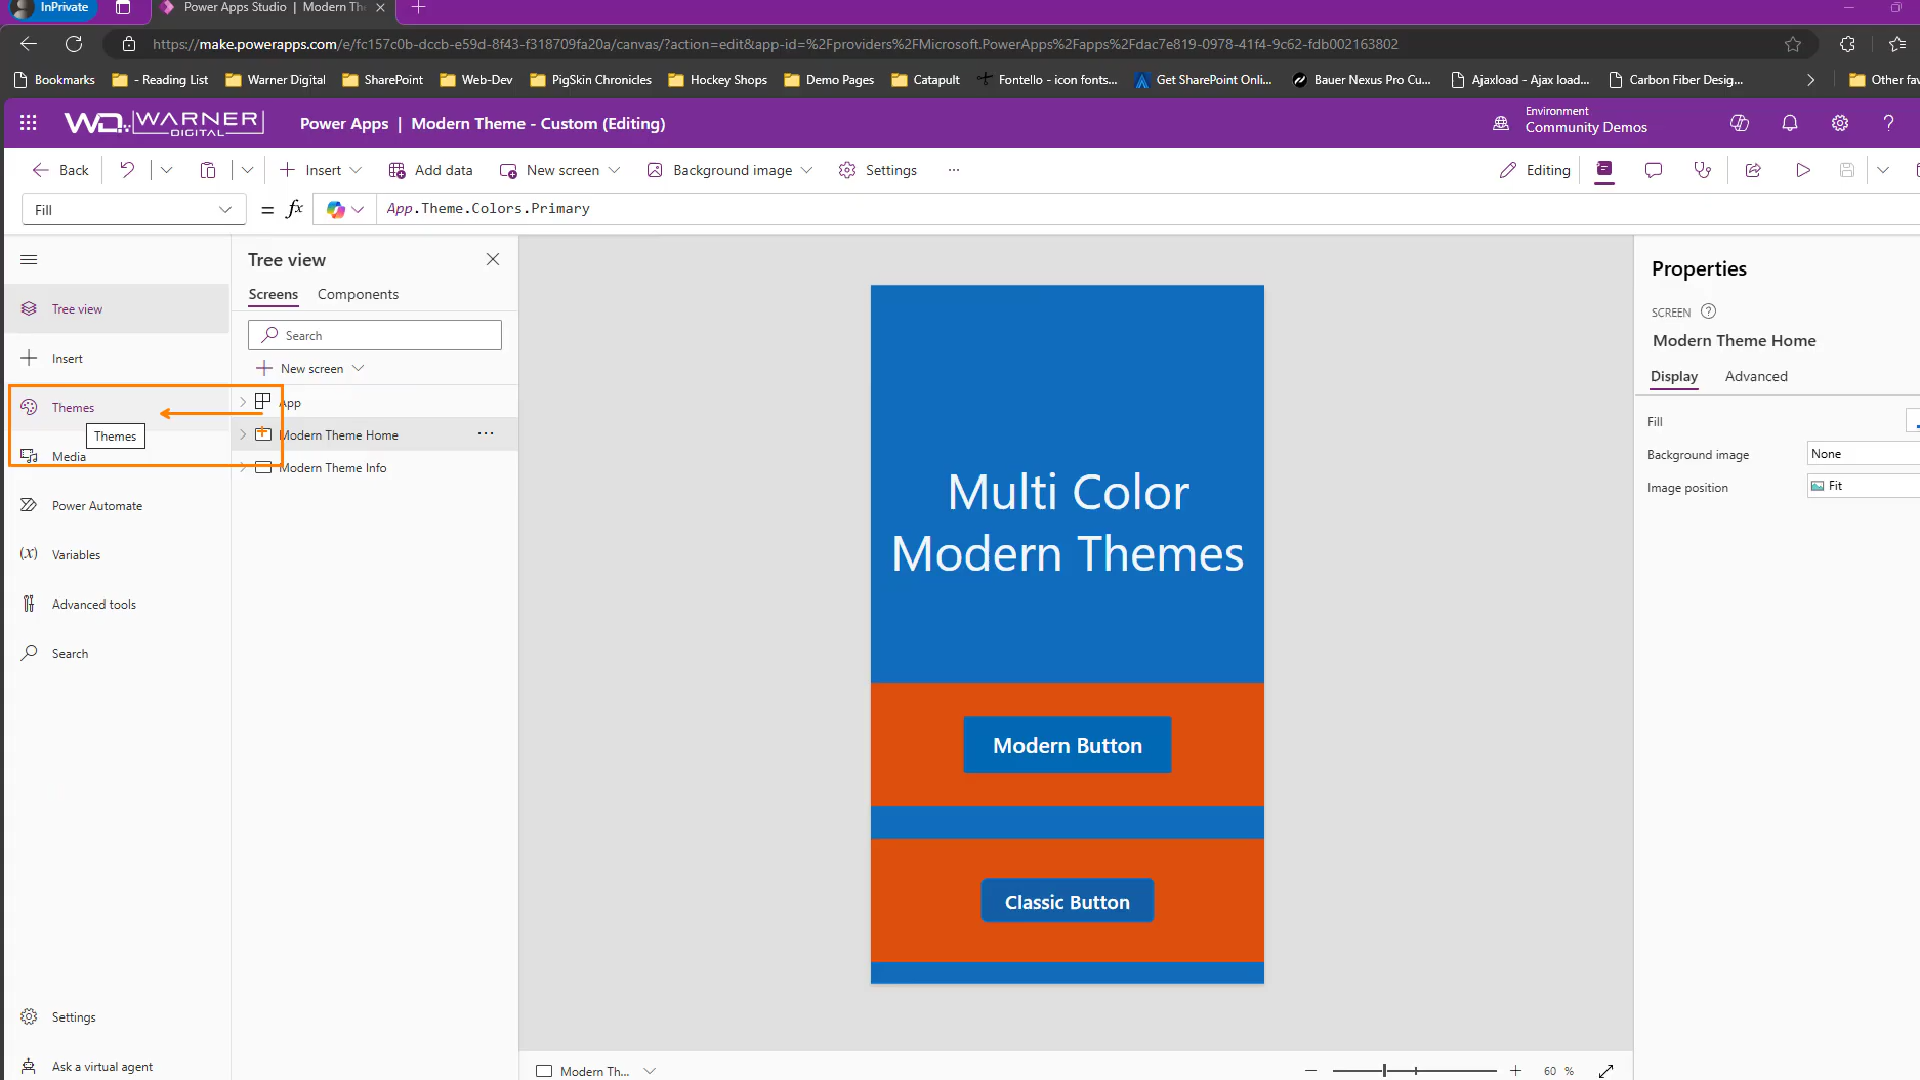 InPrivate
Power Apps Studio | Modern Th
https://make.powerapps.com/e/fc157c0b-dccb-e59d-8f43-f318709fa20a/canvas/?action=edit&app-id=%2Fproviders%2FMicrosoft.PowerApps%2Fapps%2Fdac7e819-0978-41f4-9c62-fdb002163802
Bookmarks - Reading List Warner Digital SharePoint Web-Dev PigSkin Chronicles Hockey Shops Demo Pages Catapult Fontello - icon fonts... Get SharePoint Onli... Bauer Nexus Pro Cu... Ajaxload - Ajax load... Carbon Fiber Desig... Other fav
WD WARNER DIGITAL
Power Apps | Modern Theme - Custom (Editing)
Environment
Community Demos
Back Insert Add data New screen Background image Settings ... Editing
Fill = fx App.Theme.Colors.Primary
Tree view
Insert
Themes
Themes
Media
Power Automate
(x) Variables
Advanced tools
Search
Settings
Ask a virtual agent
Tree view
Screens Components
Search
New screen
App
Modern Theme Home ...
Modern Theme Info
Multi Color
Modern Themes
Modern Button
Classic Button
Modern Th...
60 %
Properties
SCREEN
Modern Theme Home
Display Advanced
Fill
Background image None
Image position Fit